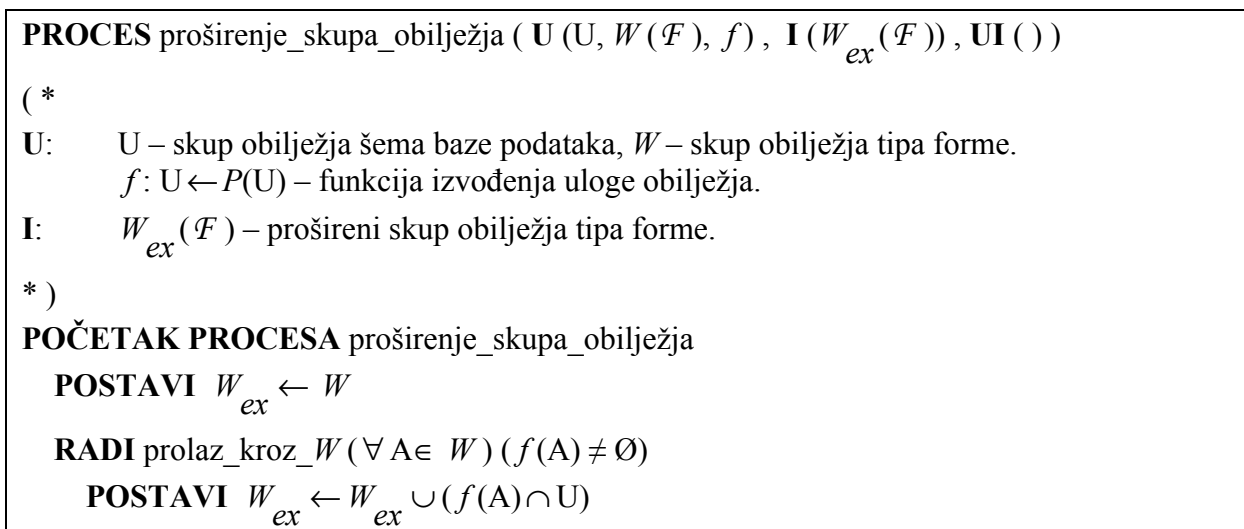 PROCES proširenje_skupa_obilježja ( U (U, W(ℱ), f) , I (W_ex(ℱ)) , UI ( ) )
( *
U: U – skup obilježja šema baze podataka, W – skup obilježja tipa forme.
f : U←P(U) – funkcija izvođenja uloge obilježja.
I: W_ex(ℱ) – prošireni skup obilježja tipa forme.
* )
POČETAK PROCESA proširenje_skupa_obilježja
POSTAVI W_ex ← W
RADI prolaz_kroz_W (∀ A∈ W) (f(A) ≠ Ø)
POSTAVI W_ex ← W_ex ∪ (f(A)∩U)